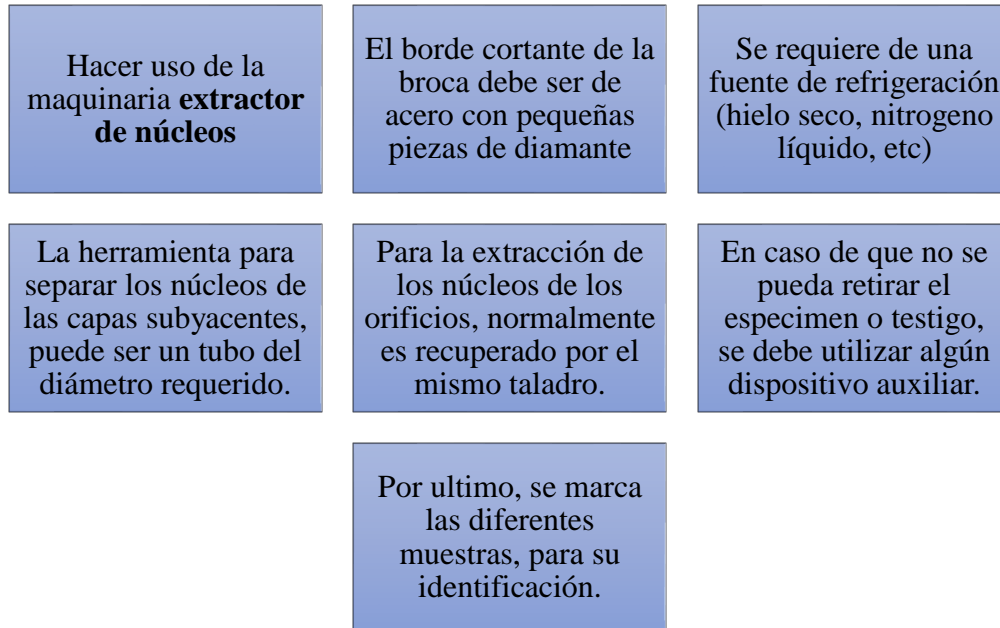 Hacer uso de la
maquinaria extractor
de núcleos
El borde cortante de la
broca debe ser de
acero con pequeñas
piezas de diamante
Se requiere de una
fuente de refrigeración
(hielo seco, nitrogeno
líquido, etc)
La herramienta para
separar los núcleos de
las capas subyacentes,
puede ser un tubo del
diámetro requerido.
Para la extracción de
los núcleos de los
orificios, normalmente
es recuperado por el
mismo taladro.
En caso de que no se
pueda retirar el
especimen o testigo,
se debe utilizar algún
dispositivo auxiliar.
Por ultimo, se marca
las diferentes
muestras, para su
identificación.